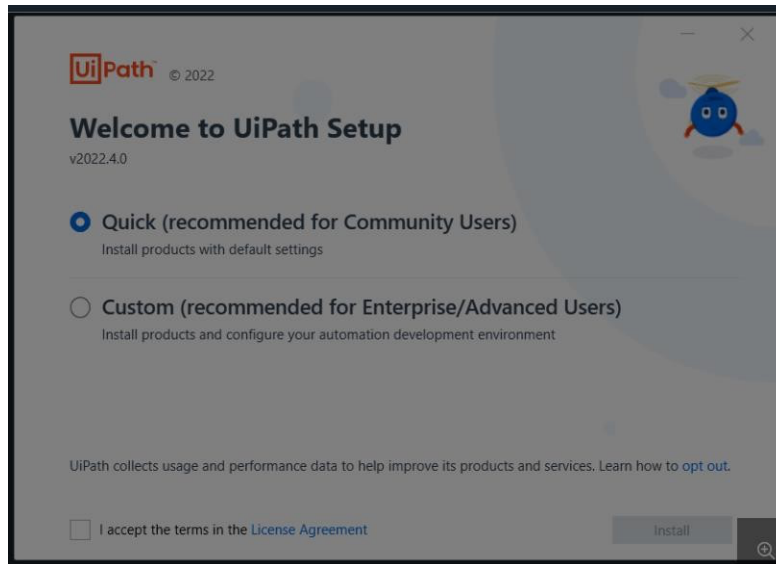 UiPath™ © 2022
Welcome to UiPath Setup
v2022.4.0
Quick (recommended for Community Users)
Install products with default settings
Custom (recommended for Enterprise/Advanced Users)
Install products and configure your automation development environment
UiPath collects usage and performance data to help improve its products and services. Learn how to opt out.
I accept the terms in the License Agreement
Install